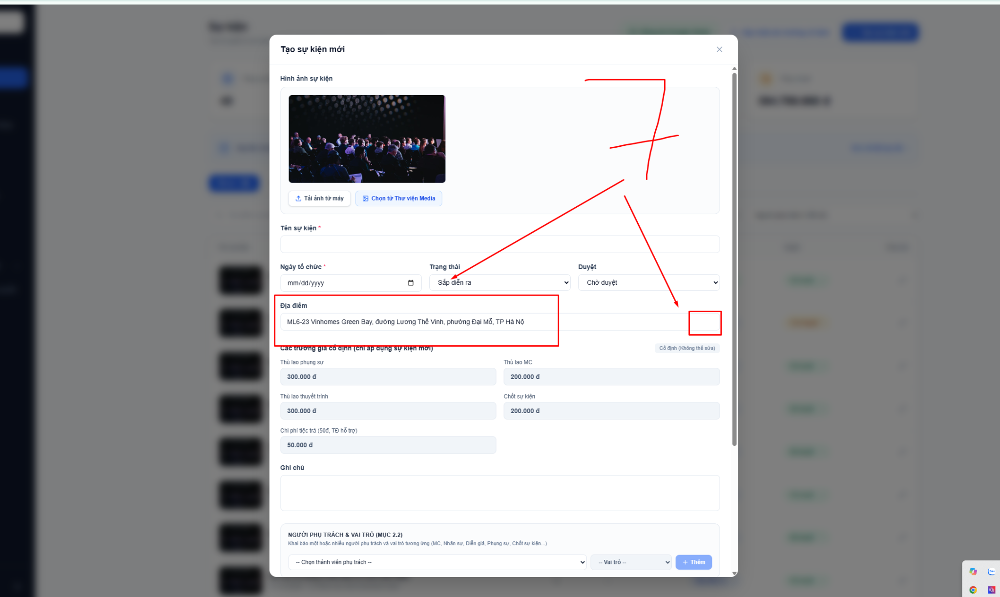 Tạo sự kiện mới
Hình ảnh sự kiện
Tải ảnh từ máy
Chọn từ Thư viện Media
7
Tên sự kiện *
Ngày tổ chức *
Trạng thái
Duyệt
mm/dd/yyyy
Sắp diễn ra
Chờ duyệt
Địa điểm
ML6-23 Vinhomes Green Bay, đường Lương Thế Vinh, phường Đại Mỗ, TP Hà Nộ
Các trường giá cố định (chỉ áp dụng sự kiện mới)
Cố định (Không thể sửa)
Thù lao phụng sự
Thù lao MC
300.000 đ
200.000 đ
Thù lao thuyết trình
Chốt sự kiện
300.000 đ
200.000 đ
Chi phí tiệc trà (50đ, TĐ hỗ trợ)
50.000 đ
Ghi chú
NGƯỜI PHỤ TRÁCH & VAI TRÒ (MỤC 2.2)
Khai báo một hoặc nhiều người phụ trách và vai trò tương ứng (MC, Nhân sự, Diễn giả, Phụng sự, Chốt sự kiện...)
-- Chọn thành viên phụ trách --
-- Vai trò --
+ Thêm